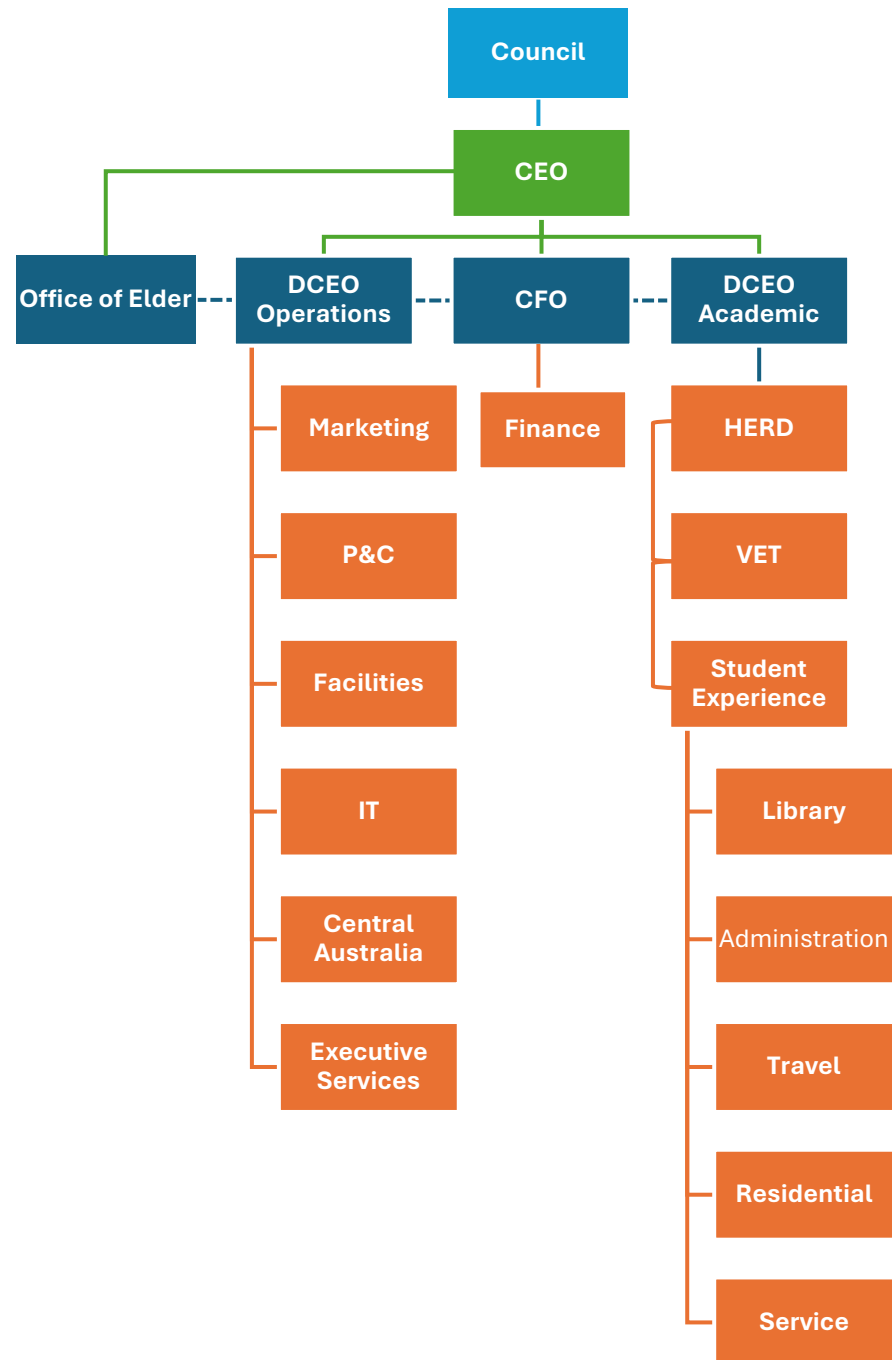 Council
CEO
Office of Elder
DCEO
Operations
CFO
DCEO
Academic
Marketing
Finance
HERD
P&C
VET
Facilities
Student
Experience
IT
Library
Central
Australia
Administration
Executive
Services
Travel
Residential
Service